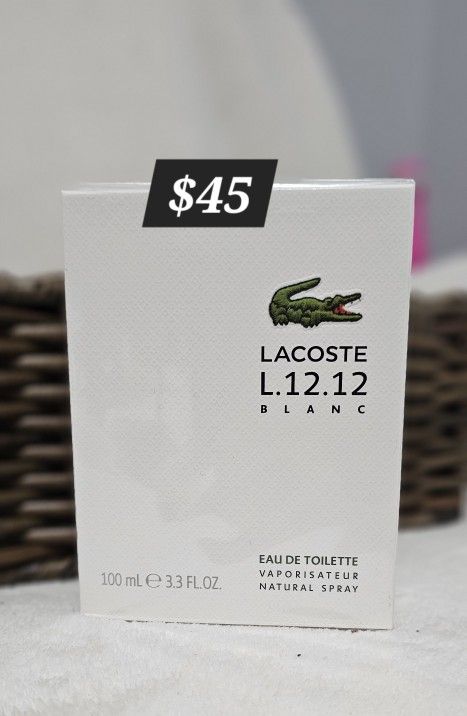 $45
LACOSTE
L.12.12
BLANC
EAU DE TOILETTE
VAPORISATEUR
NATURAL SPRAY
100 mL ℮ 3.3 FL.OZ.